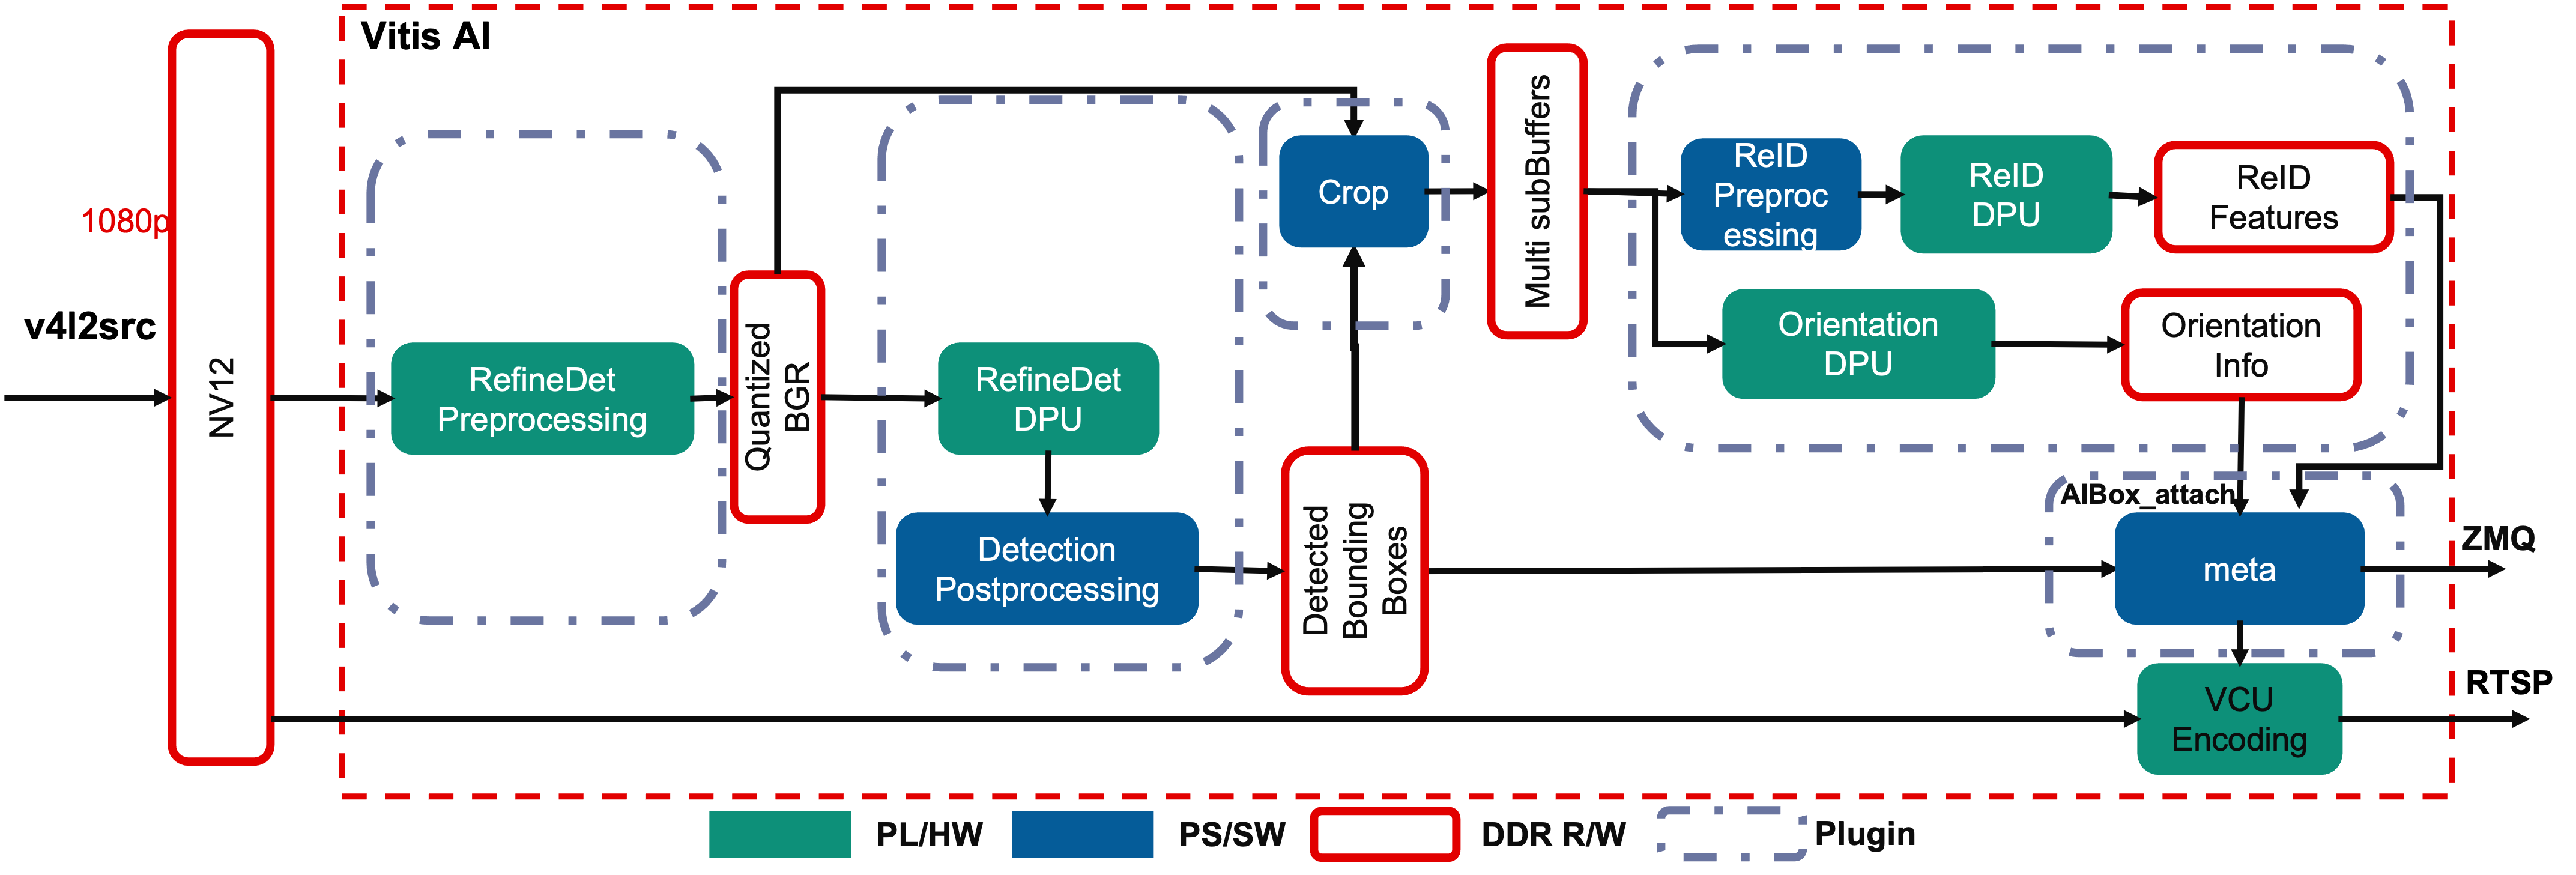 Vitis AI
1080p
v4l2src
NV12
RefineDet
Preprocessing
Quantized
BGR
RefineDet
DPU
Detection
Postprocessing
Crop
Detected
Bounding
Boxes
Multi subBuffers
ReID
Preproc
essing
ReID
DPU
ReID
Features
Orientation
DPU
Orientation
Info
AIBox_attach
meta
ZMQ
VCU
Encoding
RTSP
PL/HW
PS/SW
DDR R/W
Plugin